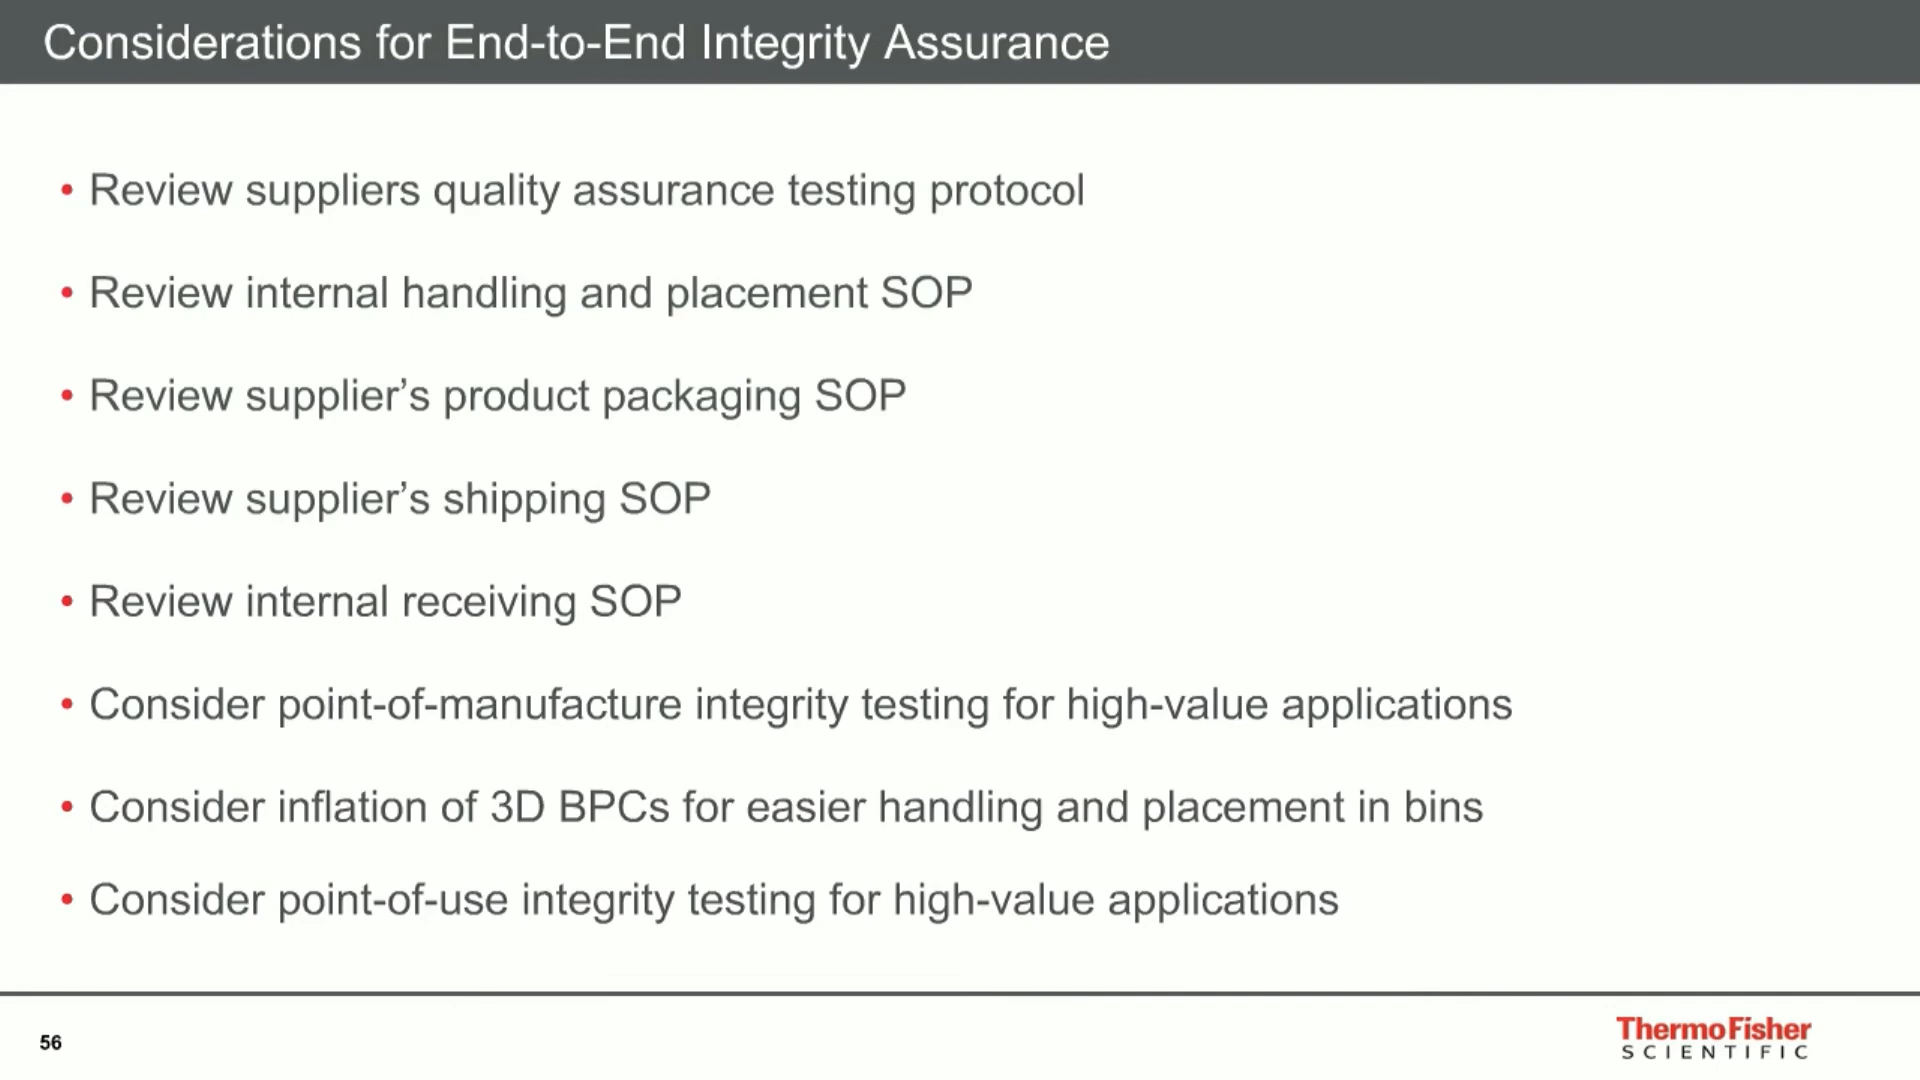 Considerations for End-to-End Integrity Assurance
• Review suppliers quality assurance testing protocol
• Review internal handling and placement SOP
• Review supplier’s product packaging SOP
• Review supplier’s shipping SOP
• Review internal receiving SOP
• Consider point-of-manufacture integrity testing for high-value applications
• Consider inflation of 3D BPCs for easier handling and placement in bins
• Consider point-of-use integrity testing for high-value applications
56
ThermoFisher
SCIENTIFIC